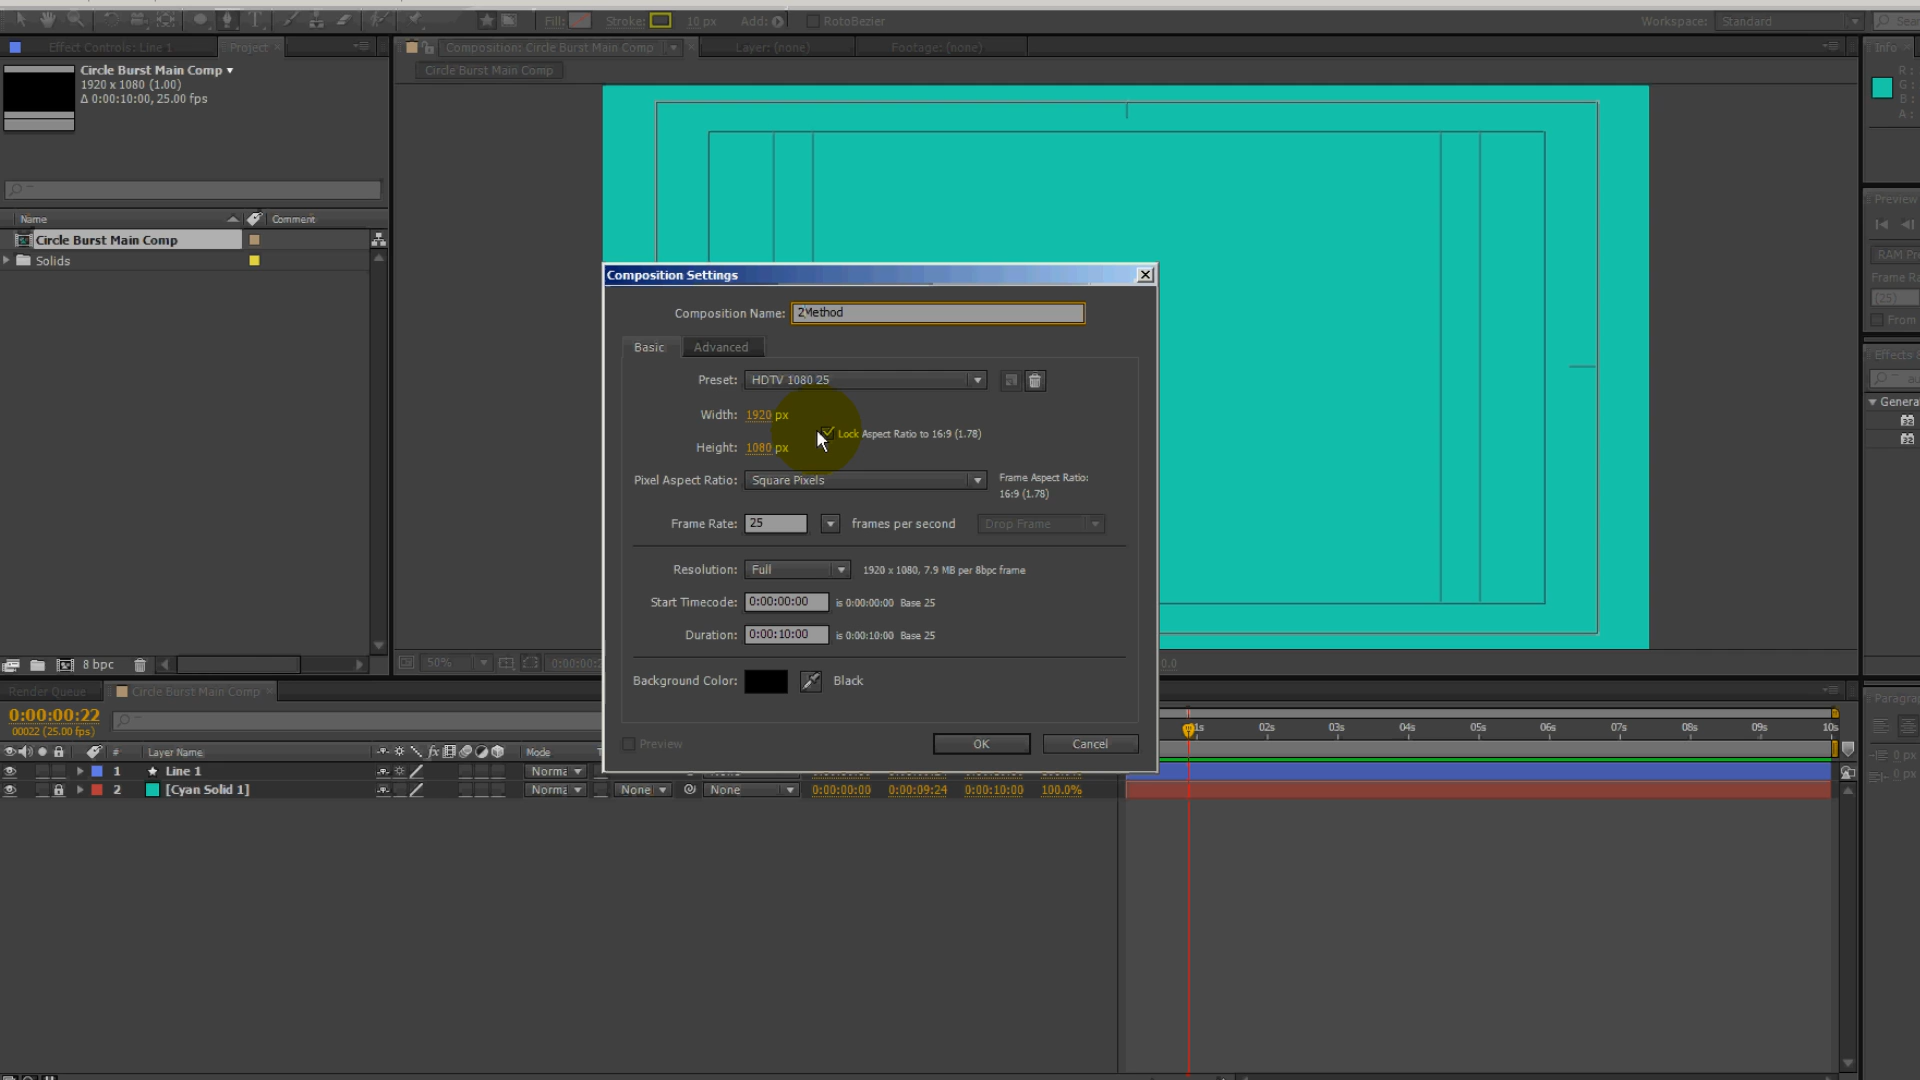 Fill:
Stroke:
10 px
Add:
RotoBezier
Workspace:
Standard
Effect Controls: Line 1
Project
Composition: Circle Burst Main Comp
Layer: (none)
Footage: (none)
Info
Circle Burst Main Comp
1920 x 1080 (1.00)
Δ 0:00:10:00, 25.00 fps
Circle Burst Main Comp
R :
G :
B :
A :
Name
Comment
Circle Burst Main Comp
Solids
Preview
RAM Pre
Frame Ra
(25)
From
Effects &
Genera
Composition Settings
Composition Name:
2Method
Basic
Advanced
Preset:
HDTV 1080 25
Width:
1920 px
Lock Aspect Ratio to 16:9 (1.78)
Height:
1080 px
Pixel Aspect Ratio:
Square Pixels
Frame Aspect Ratio:
16:9 (1.78)
Frame Rate:
25
frames per second
Drop Frame
Resolution:
Full
1920 x 1080, 7.9 MB per 8bpc frame
Start Timecode:
0:00:00:00
is 0:00:00:00 Base 25
Duration:
0:00:10:00
is 0:00:10:00 Base 25
Background Color:
Black
Preview
OK
Cancel
8 bpc
50%
Render Queue
Circle Burst Main Comp
0:00:00:22
00022 (25.00 fps)
#
Layer Name
fx
Mode
02s
03s
04s
05s
06s
07s
08s
09s
10s
Paragrap
0 px
0 px
1
Line 1
Norma
2
[Cyan Solid 1]
Norma
None
None
0:00:00:00
0:00:09:24
0:00:10:00
100.0%